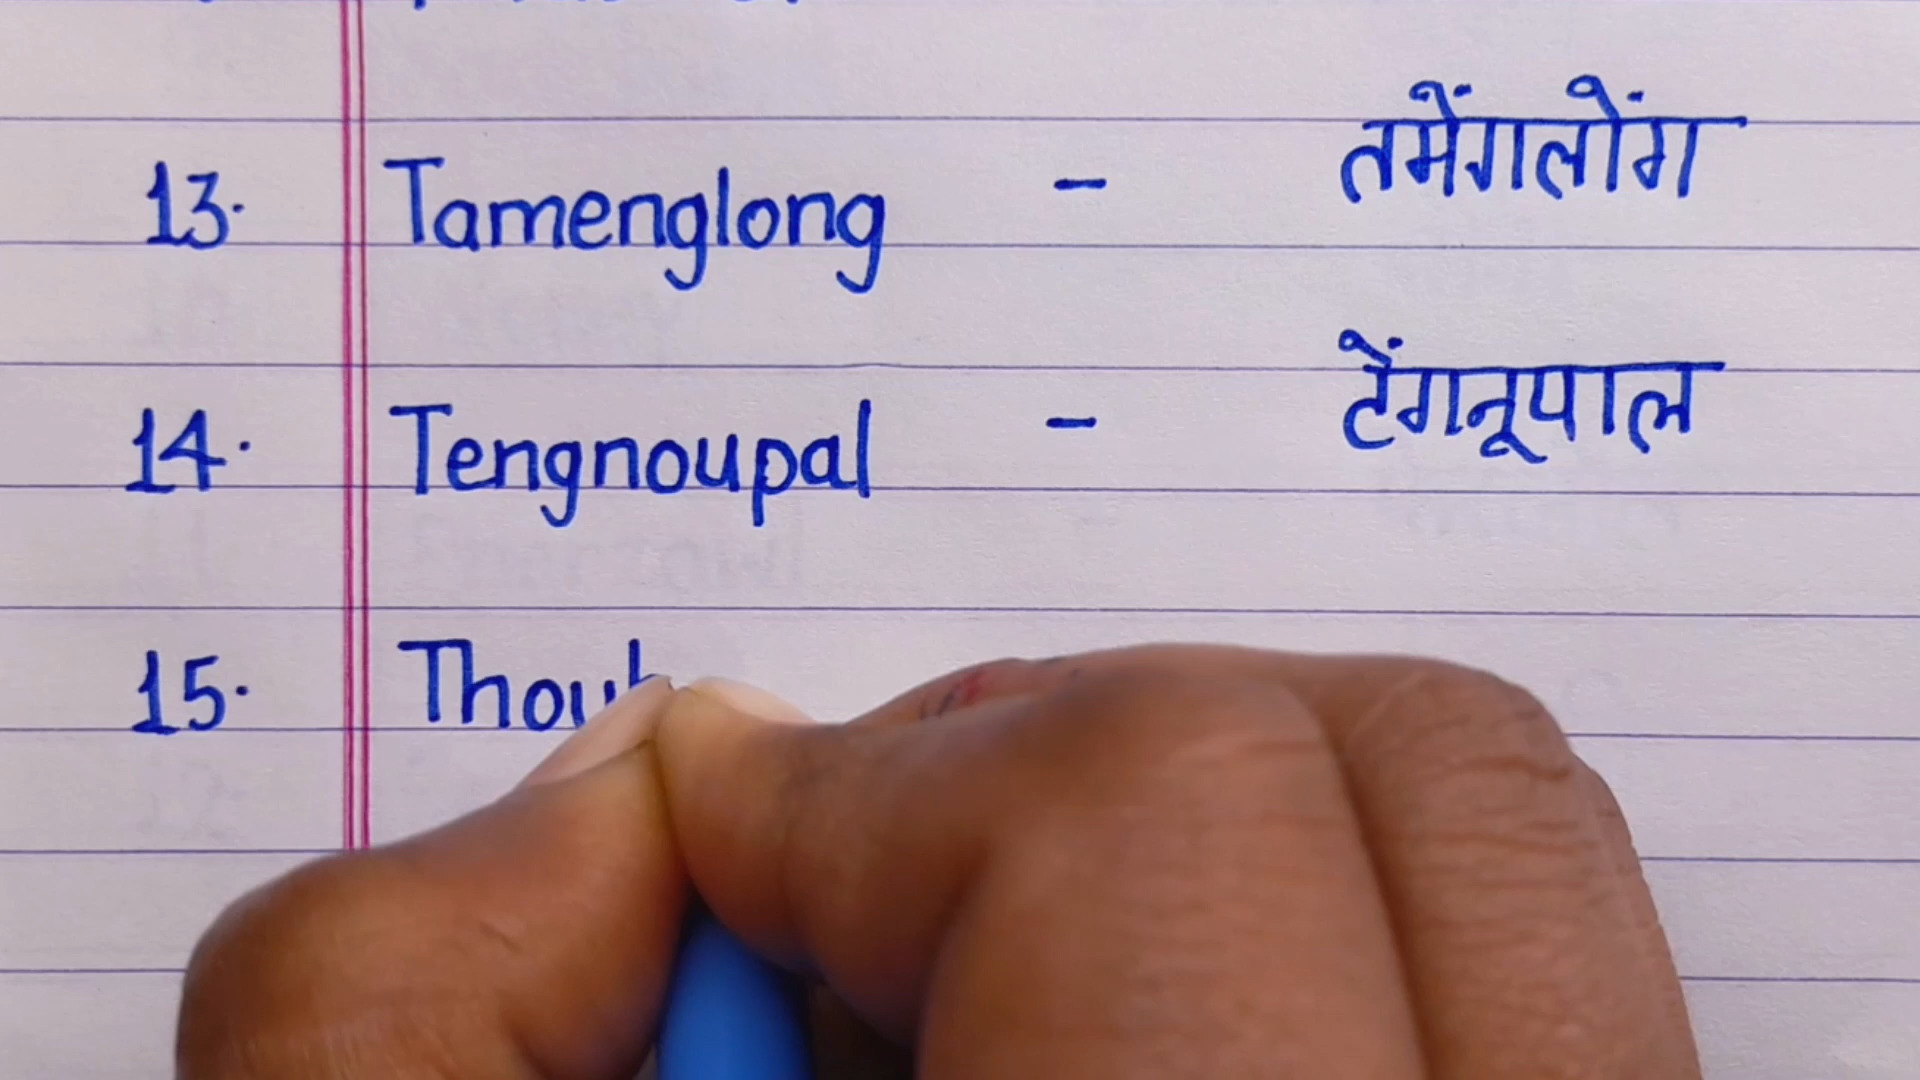 13. Tamenglong - तमेंगलोंग
14. Tengnoupal - टेंगनूपाल
15. Thou